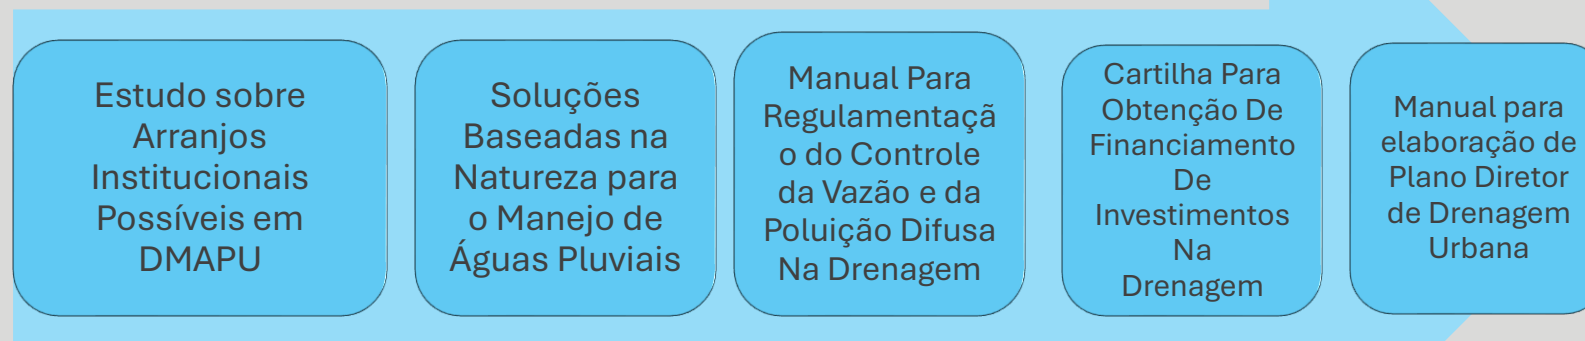 Estudo sobre
Arranjos
Institucionais
Possíveis em
DMAPU
Soluções
Baseadas na
Natureza para
o Manejo de
Águas Pluviais
Manual Para
Regulamentaçã
o do Controle
da Vazão e da
Poluição Difusa
Na Drenagem
Cartilha Para
Obtenção De
Financiamento
De
Investimentos
Na
Drenagem
Manual para
elaboração de
Plano Diretor
de Drenagem
Urbana